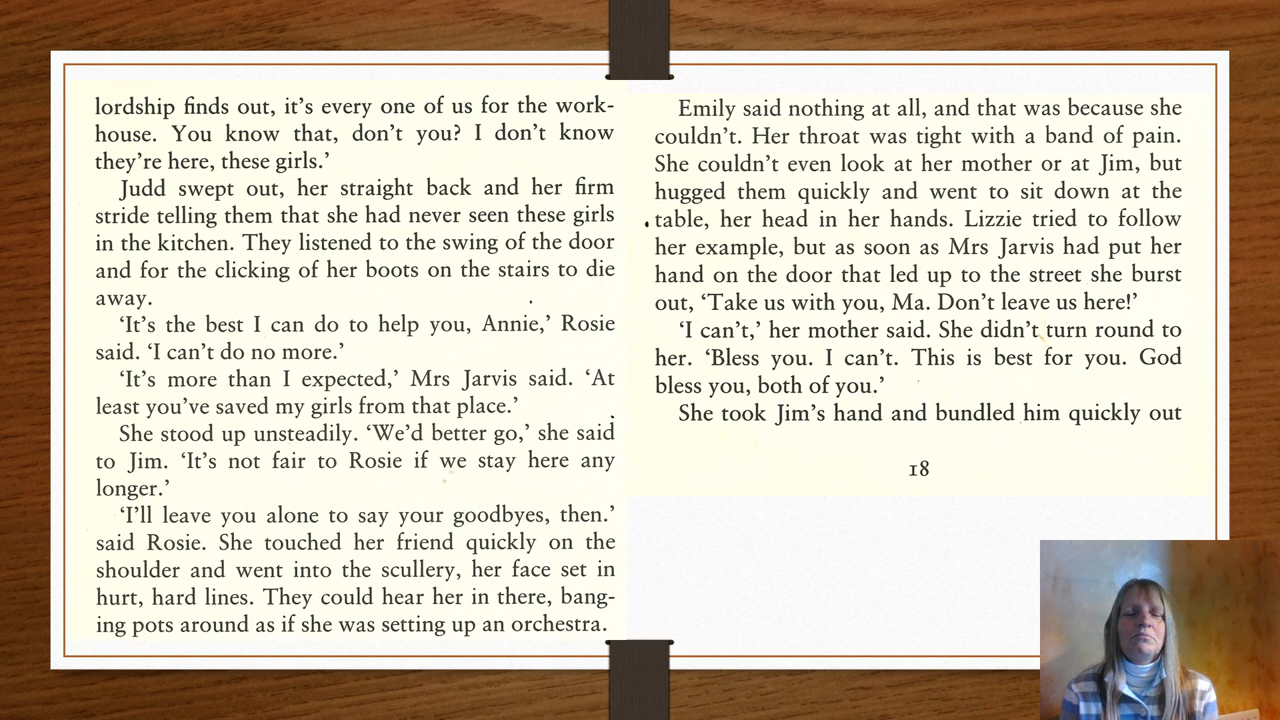 lordship finds out, it's every one of us for the work-
house. You know that, don't you? I don't know
they're here, these girls.'
Judd swept out, her straight back and her firm
stride telling them that she had never seen these girls
in the kitchen. They listened to the swing of the door
and for the clicking of her boots on the stairs to die
away.
‘It's the best I can do to help you, Annie,’ Rosie
said. ‘I can't do no more.’
‘It's more than I expected,’ Mrs Jarvis said. ‘At
least you've saved my girls from that place.’
She stood up unsteadily. ‘We'd better go,’ she said
to Jim. ‘It's not fair to Rosie if we stay here any
longer.’
‘I'll leave you alone to say your goodbyes, then.’
said Rosie. She touched her friend quickly on the
shoulder and went into the scullery, her face set in
hurt, hard lines. They could hear her in there, bang-
ing pots around as if she was setting up an orchestra.
Emily said nothing at all, and that was because she
couldn't. Her throat was tight with a band of pain.
She couldn't even look at her mother or at Jim, but
hugged them quickly and went to sit down at the
table, her head in her hands. Lizzie tried to follow
her example, but as soon as Mrs Jarvis had put her
hand on the door that led up to the street she burst
out, ‘Take us with you, Ma. Don't leave us here!’
‘I can't,’ her mother said. She didn't turn round to
her. ‘Bless you. I can't. This is best for you. God
bless you, both of you.’
She took Jim's hand and bundled him quickly out
18